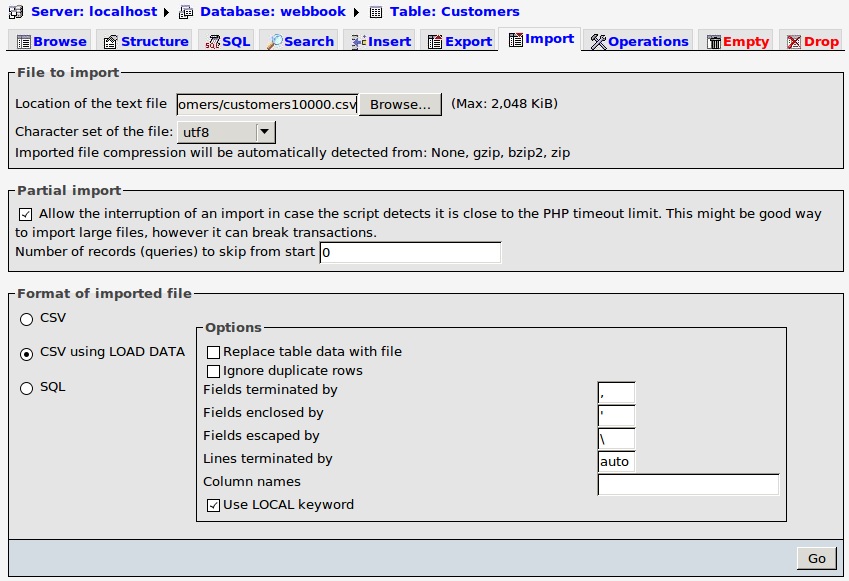 Server: localhost Database: webbook Table: Customers
Browse Structure SQL Search Insert Export Import Operations Empty Drop
File to import
Location of the text file omers/customers10000.csv Browse... (Max: 2,048 KiB)
Character set of the file: utf8
Imported file compression will be automatically detected from: None, gzip, bzip2, zip
Partial import
Allow the interruption of an import in case the script detects it is close to the PHP timeout limit. This might be good way
to import large files, however it can break transactions.
Number of records (queries) to skip from start 0
Format of imported file
CSV
CSV using LOAD DATA
SQL
Options
Replace table data with file
Ignore duplicate rows
Fields terminated by ,
Fields enclosed by '
Fields escaped by \
Lines terminated by auto
Column names
Use LOCAL keyword
Go